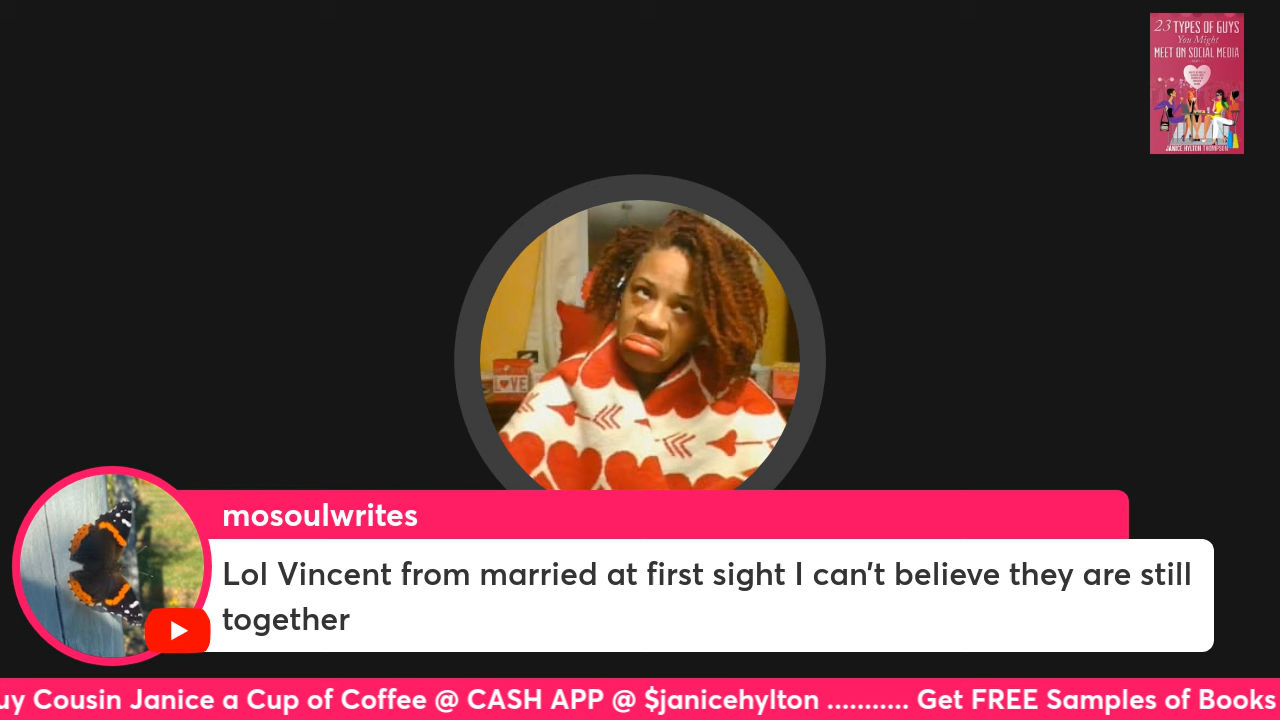 23 TYPES OF GUYS
You Might
MEET ON SOCIAL MEDIA
JANICE HYLTON THOMPSON
LOVE
mosoulwrites
Lol Vincent from married at first sight I can't believe they are still
together
uy Cousin Janice a Cup of Coffee @ CASH APP @ $janicehylton ........... Get FREE Samples of Books